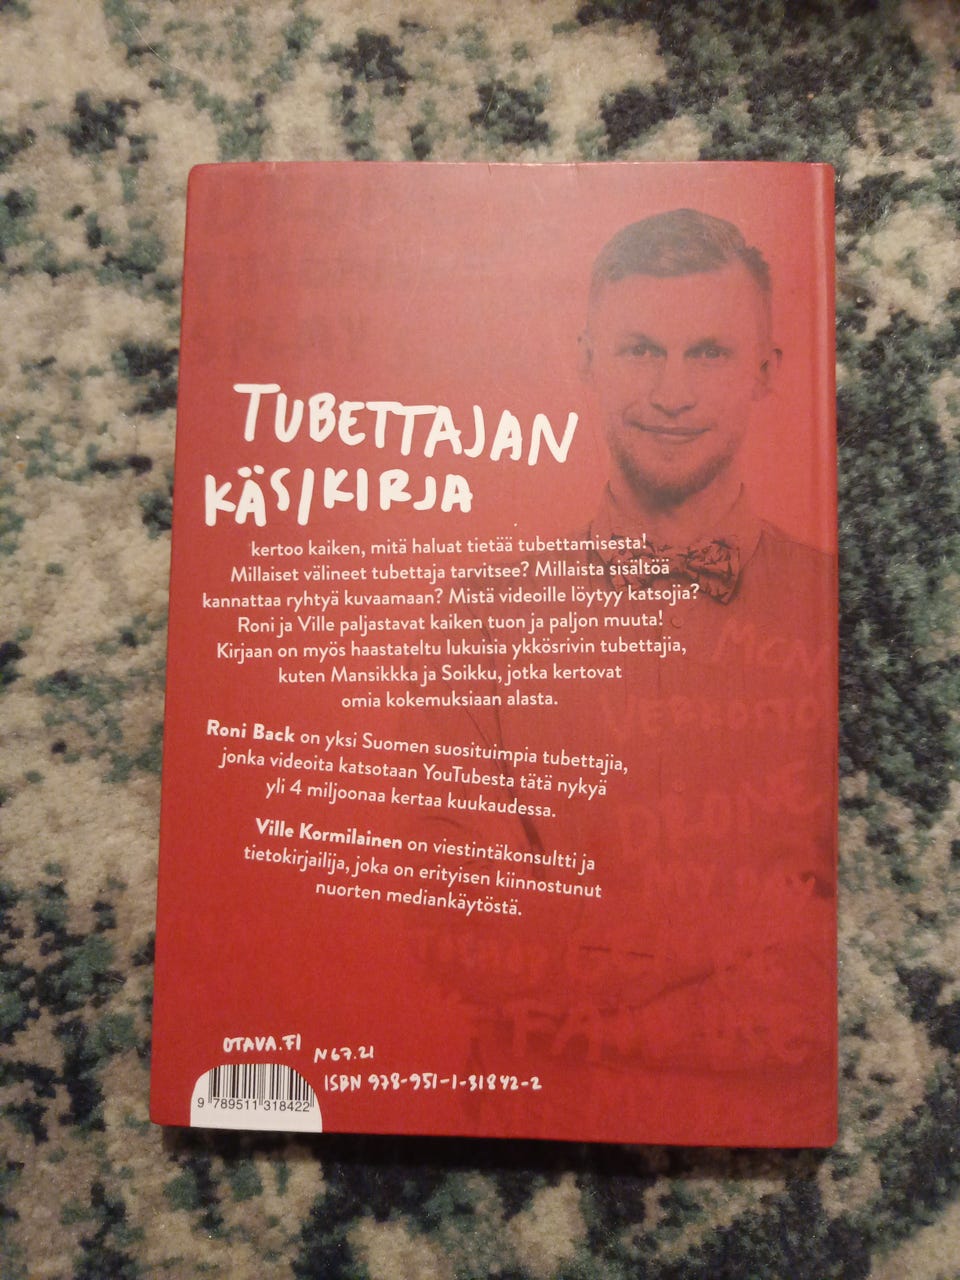 TUBETTAJAN
KÄSIKIRJA
kertoo kaiken, mitä haluat tietää tubettamisesta!
Millaiset välineet tubettaja tarvitsee? Millaista sisältöä
kannattaa ryhtyä kuvaamaan? Mistä videoille löytyy katsojia?
Roni ja Ville paljastavat kaiken tuon ja paljon muuta!
Kirjaan on myös haastateltu lukuisia ykkösrivin tubettajia,
kuten Mansikkka ja Soikku, jotka kertovat
omia kokemuksiaan alasta.
Roni Back on yksi Suomen suosituimpia tubettajia,
jonka videoita katsotaan YouTubesta tätä nykyä
yli 4 miljoonaa kertaa kuukaudessa.
Ville Kormilainen on viestintäkonsultti ja
tietokirjailija, joka on erityisen kiinnostunut
nuorten mediankäytöstä.
OTAVA.FI
N67.21
ISBN 978-951-1-31842-2
9 789511 318422
MCN
VERKOSTO
MY DAY